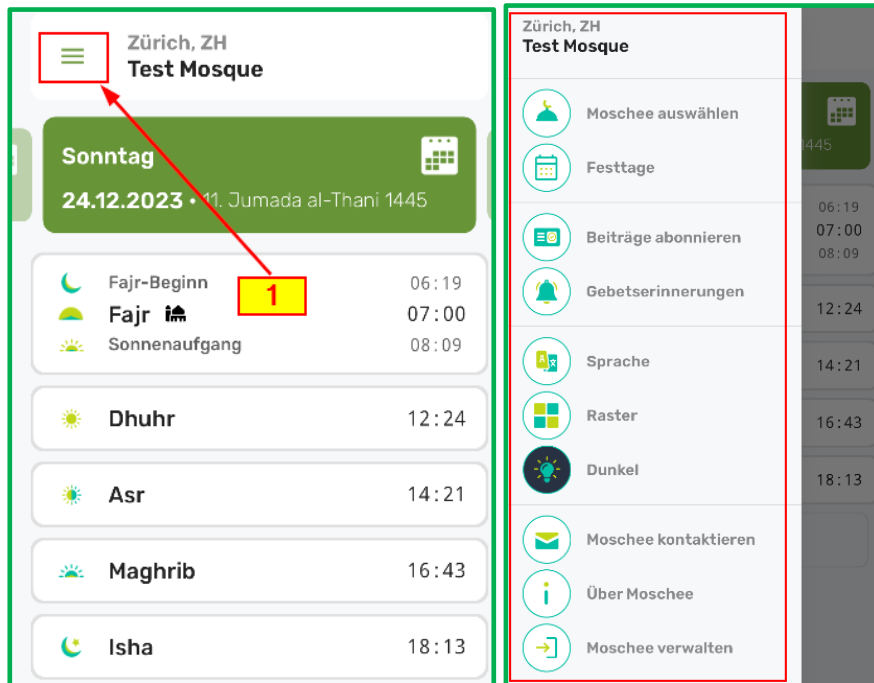 Zürich, ZH
Test Mosque
Sonntag
24.12.2023 • 11. Jumada al-Thani 1445
1
Fajr-Beginn 06:19
Fajr 07:00
Sonnenaufgang 08:09
Dhuhr 12:24
Asr 14:21
Maghrib 16:43
Isha 18:13
Zürich, ZH
Test Mosque
Moschee auswählen
Festtage
Beiträge abonnieren
Gebetserinnerungen
Sprache
Raster
Dunkel
Moschee kontaktieren
Über Moschee
Moschee verwalten
1445
06:19
07:00
08:09
12:24
14:21
16:43
18:13